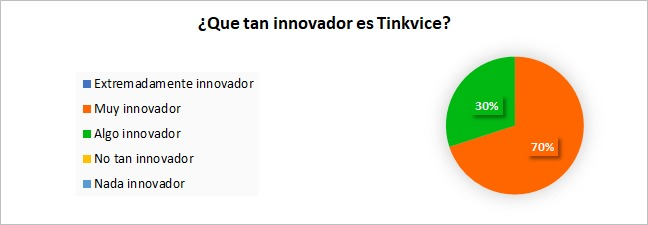 ¿Que tan innovador es Tinkvice?
Extremadamente innovador
Muy innovador
Algo innovador
No tan innovador
Nada innovador
30%
70%